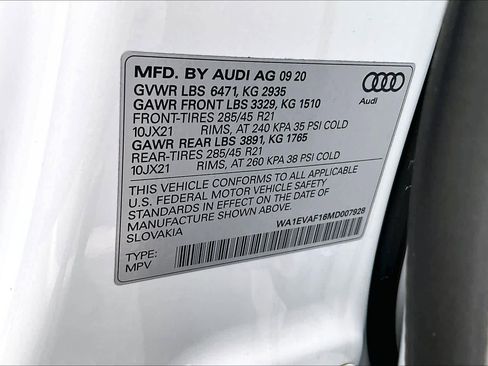 MFD. BY AUDI AG 09 20
GVWR LBS 6471, KG 2935
GAWR FRONT LBS 3329, KG 1510
FRONT-TIRES 285/45 R21
10JX21 RIMS, AT 240 KPA 35 PSI COLD
GAWR REAR LBS 3891, KG 1765
REAR-TIRES 285/45 R21
10JX21 RIMS, AT 260 KPA 38 PSI COLD
THIS VEHICLE CONFORMS TO ALL APPLICABLE
U.S. FEDERAL MOTOR VEHICLE SAFETY
STANDARDS IN EFFECT ON THE DATE OF
MANUFACTURE SHOWN ABOVE.
SLOVAKIA
WA1EVAF16MD007928
TYPE:
MPV
Audi